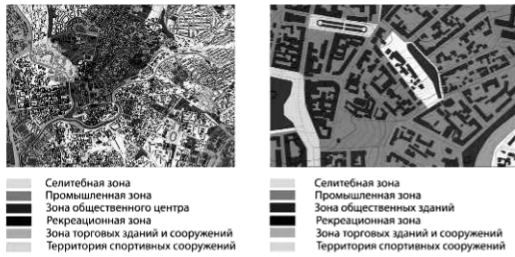 Селитебная зона
Промышленная зона
Зона общественного центра
Рекреационная зона
Зона торговых зданий и сооружений
Территория спортивных сооружений
Селитебная зона
Промышленная зона
Зона общественных зданий
Рекреационная зона
Зона торговых зданий и сооружений
Территория спортивных сооружений